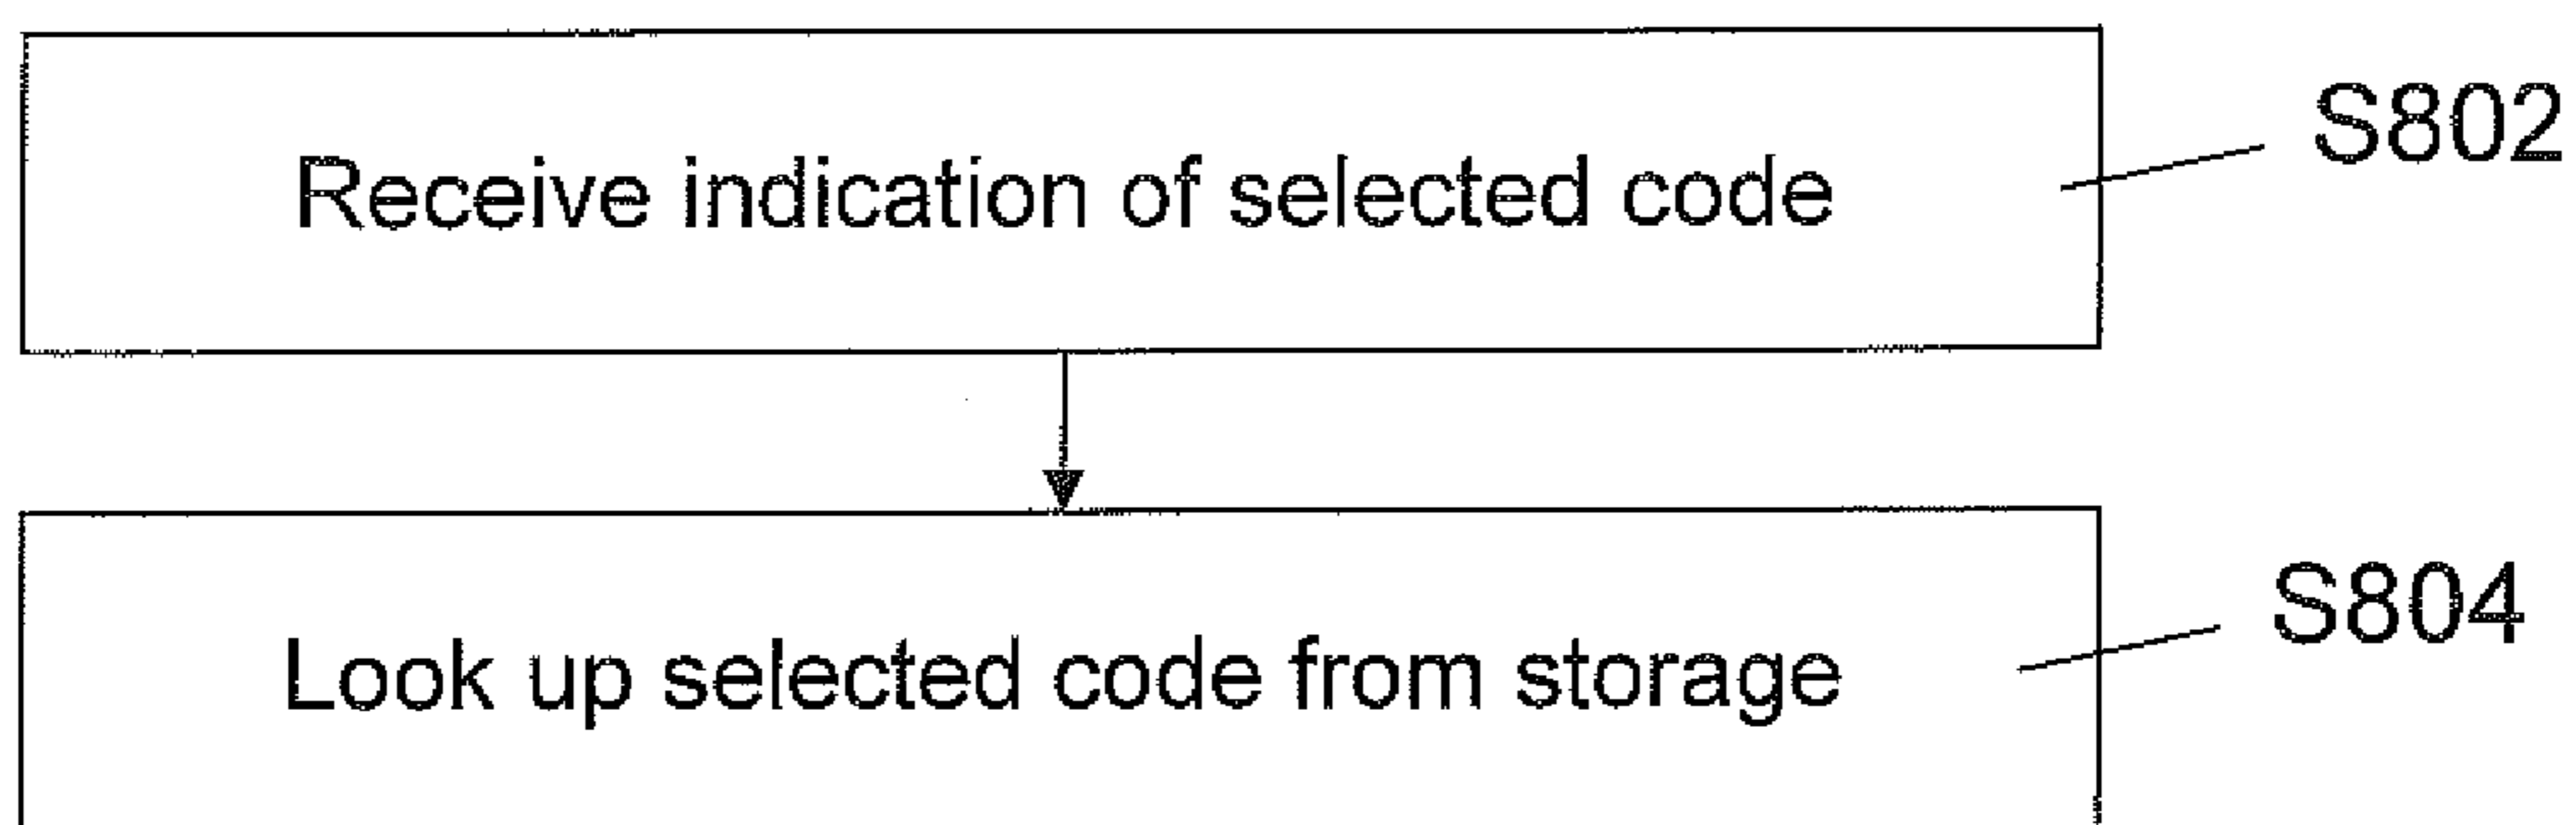 Receive indication of selected code
S802
Look up selected code from storage
S804